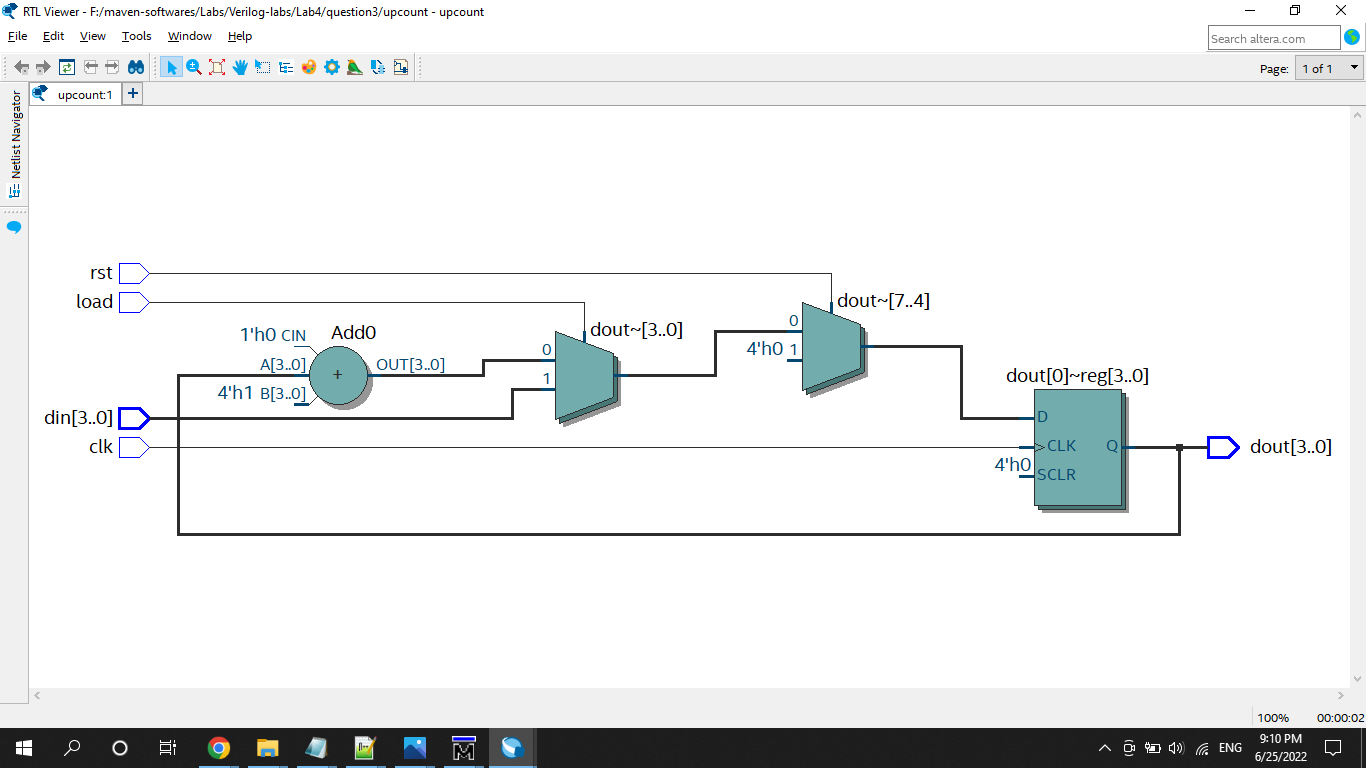 RTL Viewer - F:/maven-softwares/Labs/Verilog-labs/Lab4/question3/upcount - upcount
File Edit View Tools Window Help
Search altera.com
Page: 1 of 1
upcount:1 +
Netlist Navigator
rst
load
dout~[7..4]
1'h0 CIN Add0
dout~[3..0]
0
4'h0 1
0
A[3..0] + OUT[3..0]
1
dout[0]~reg[3..0]
4'h1 B[3..0]
din[3..0]
D
clk
CLK Q dout[3..0]
4'h0
SCLR
100% 00:00:02
ENG
9:10 PM
6/25/2022